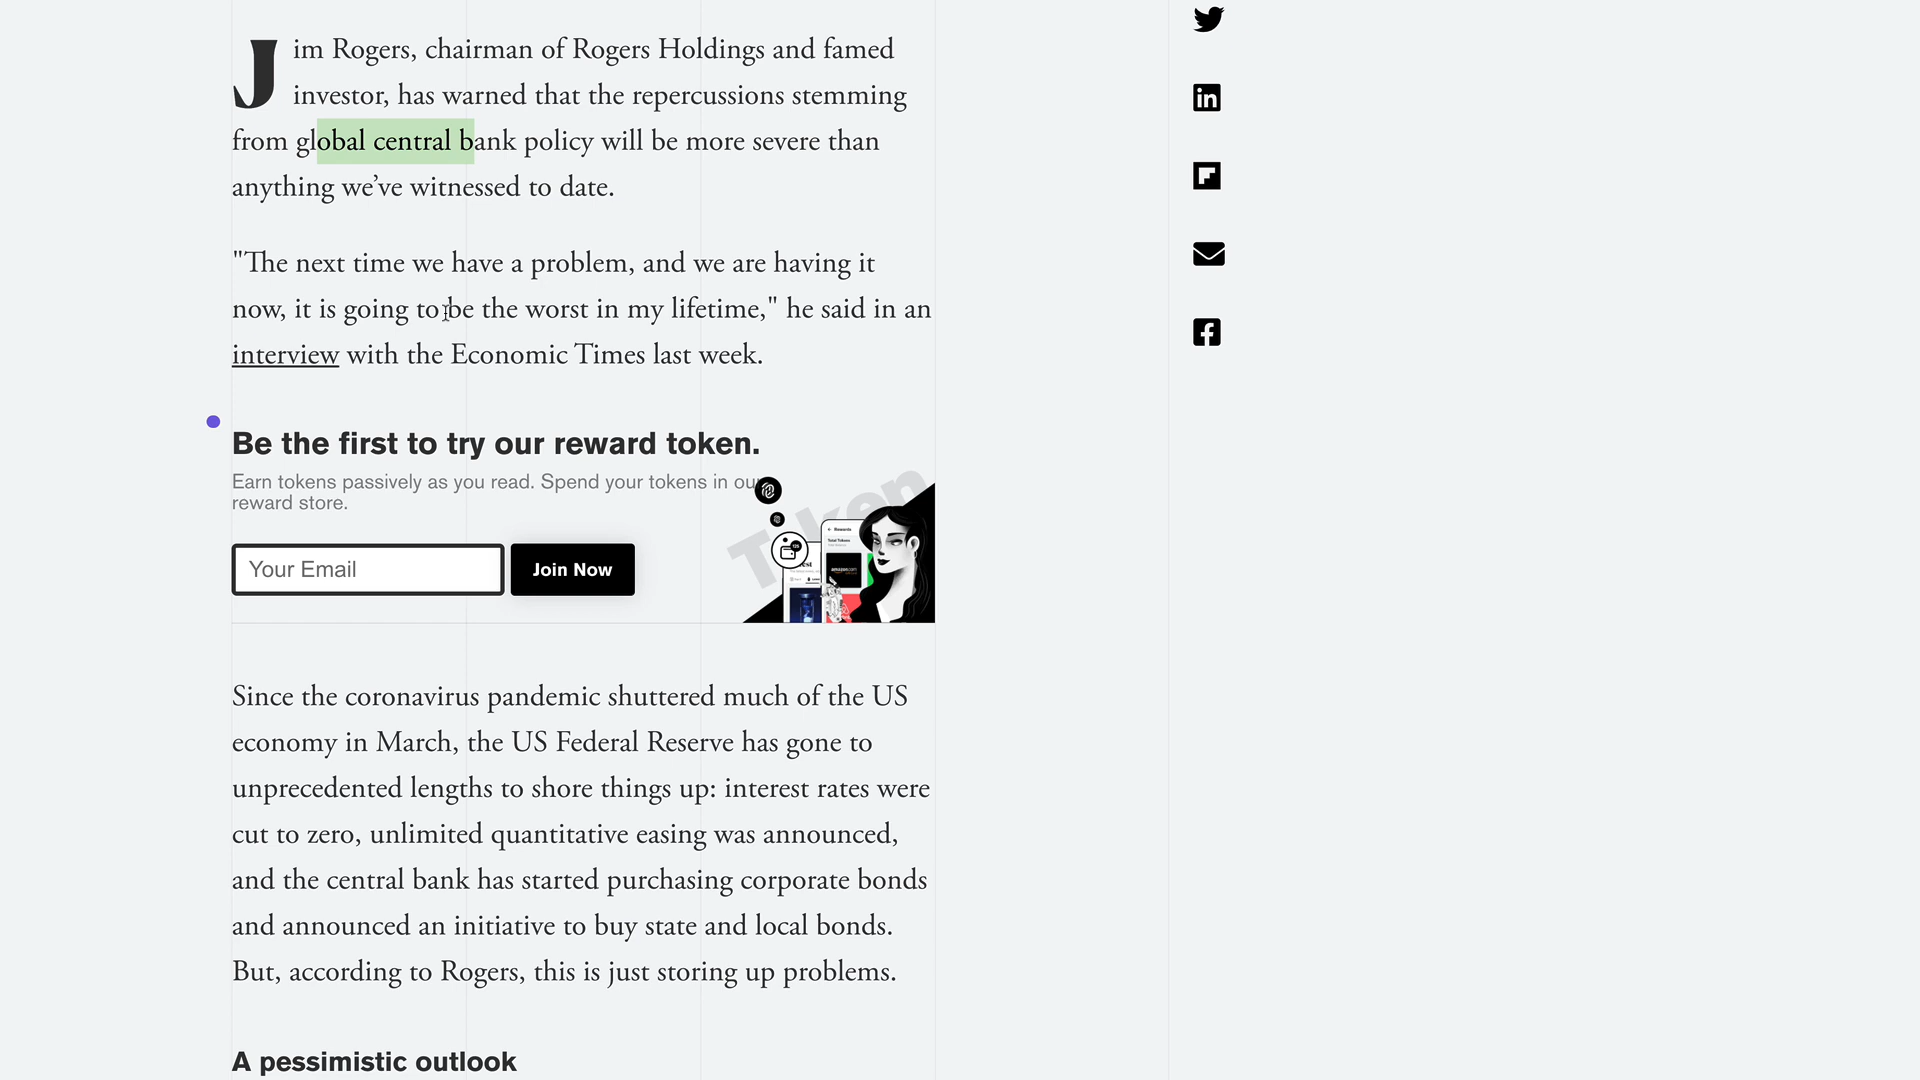 Jim Rogers, chairman of Rogers Holdings and famed
investor, has warned that the repercussions stemming
from global central bank policy will be more severe than
anything we’ve witnessed to date.
"The next time we have a problem, and we are having it
now, it is going to be the worst in my lifetime," he said in an
interview with the Economic Times last week.
Be the first to try our reward token.
Earn tokens passively as you read. Spend your tokens in our
reward store.
Your Email
Join Now
Token
Rewards
Total Tokens
amazon.com
Since the coronavirus pandemic shuttered much of the US
economy in March, the US Federal Reserve has gone to
unprecedented lengths to shore things up: interest rates were
cut to zero, unlimited quantitative easing was announced,
and the central bank has started purchasing corporate bonds
and announced an initiative to buy state and local bonds.
But, according to Rogers, this is just storing up problems.
A pessimistic outlook